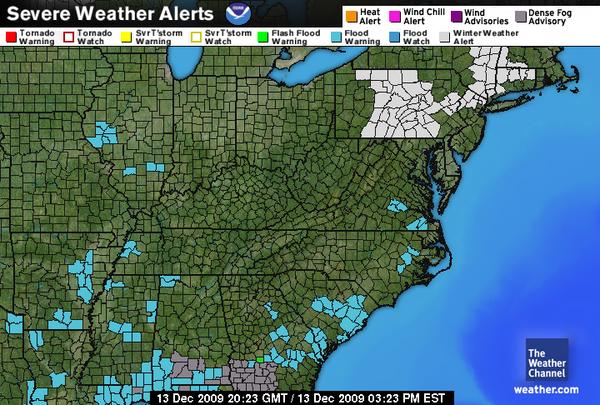 Severe Weather Alerts
Heat Alert
Wind Chill Alert
Wind Advisories
Dense Fog Advisory
Tornado Warning
Tornado Watch
SvrT'storm Warning
SvrT'storm Watch
Flash Flood Warning
Flood Warning
Flood Watch
Winter Weather Alert
The
Weather
Channel
weather.com
13 Dec 2009 20:23 GMT / 13 Dec 2009 03:23 PM EST